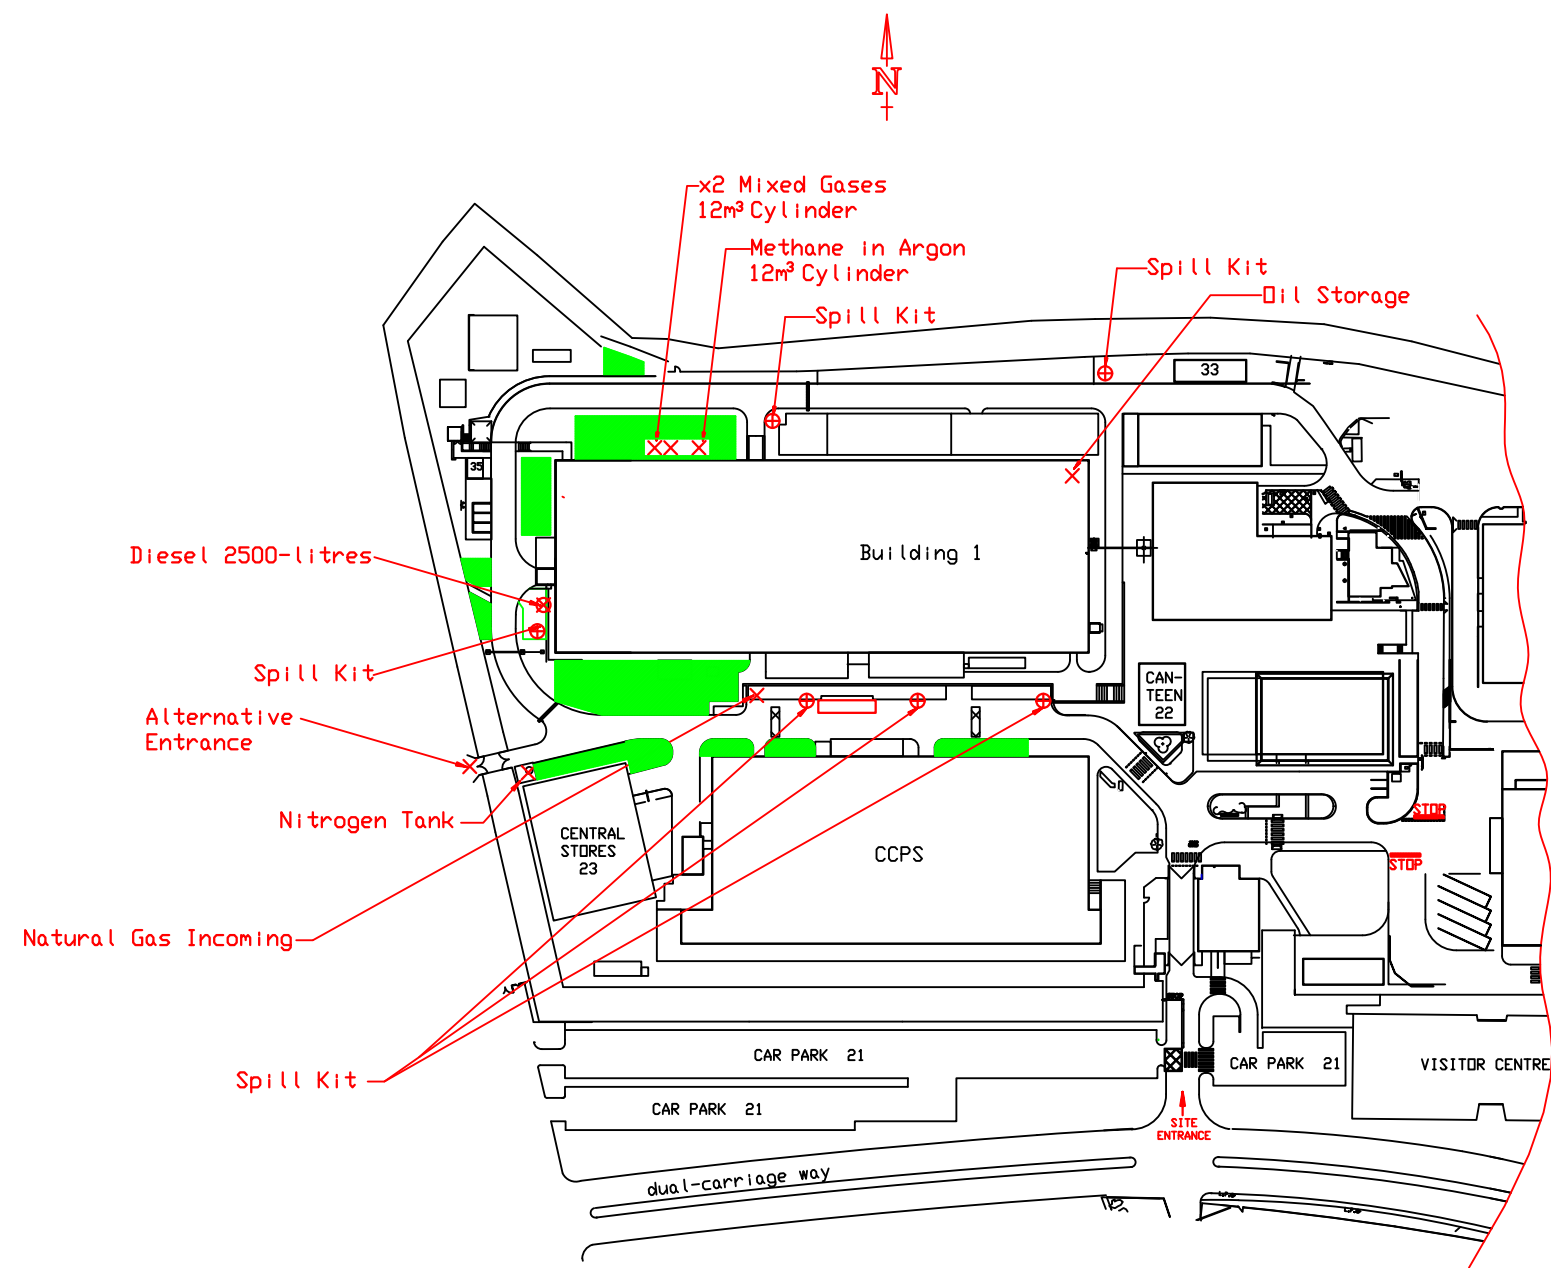 N
x2 Mixed Gases
12m³ Cylinder
Methane in Argon
12m³ Cylinder
Spill Kit
Oil Storage
Spill Kit
33
35
Building 1
Diesel 2500-litres
Spill Kit
CAN-
TEEN
22
Alternative
Entrance
Nitrogen Tank
STOP
CENTRAL
STORES
23
CCPS
STOP
Natural Gas Incoming
CAR PARK 21
CAR PARK 21
VISITOR CENTRE
Spill Kit
CAR PARK 21
SITE
ENTRANCE
dual-carriage way